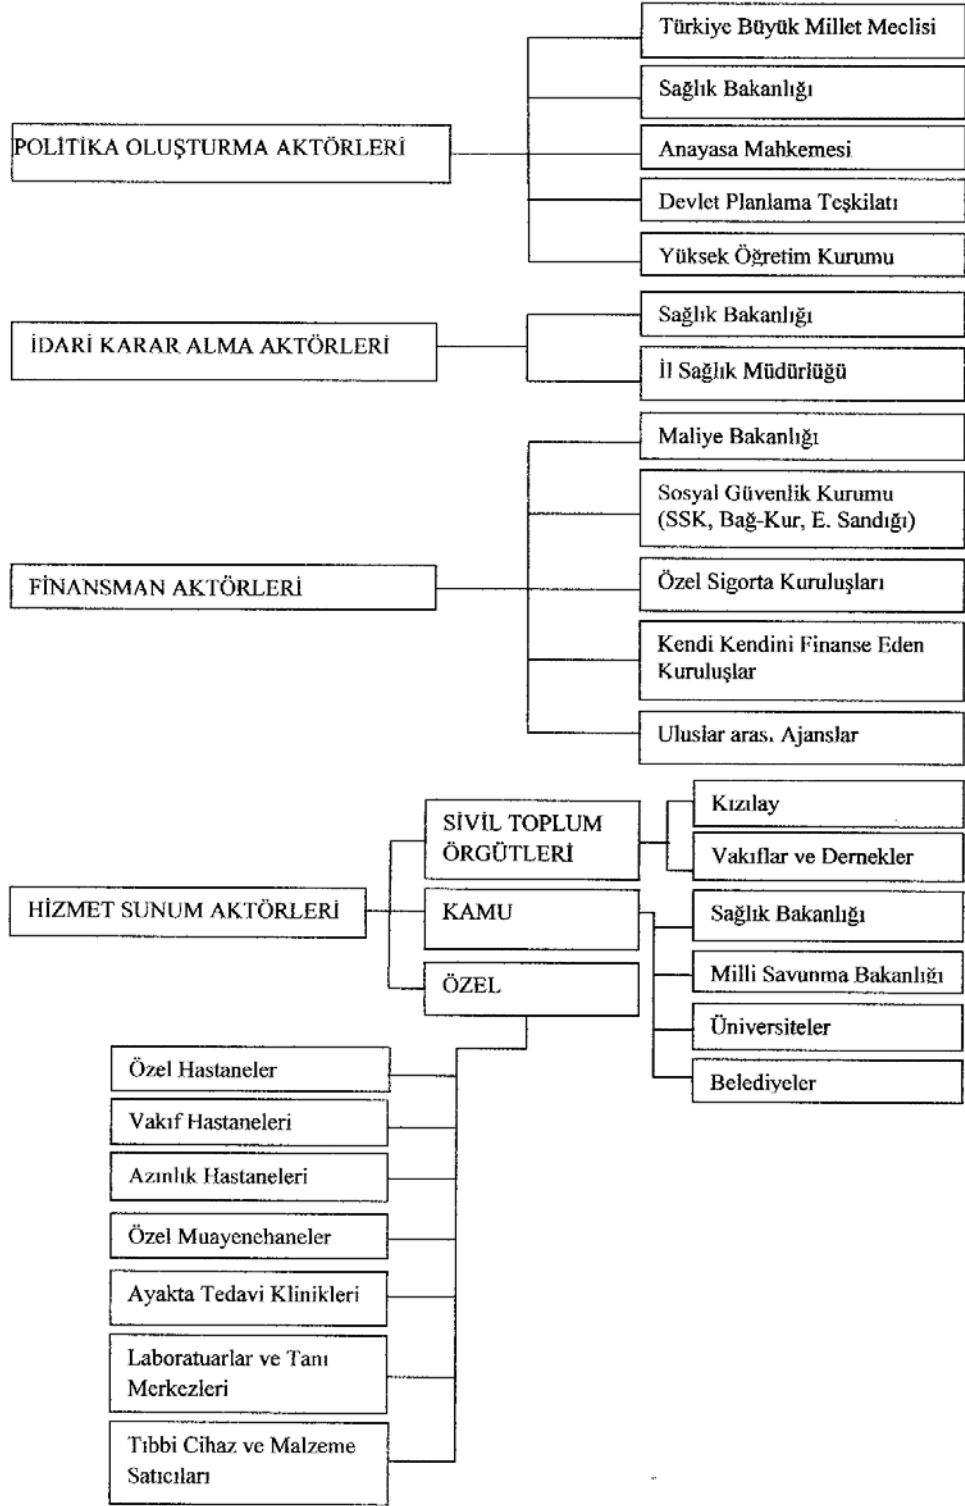 Türkiye Büyük Millet Meclisi
Sağlık Bakanlığı
POLİTİKA OLUŞTURMA AKTÖRLERİ
Anayasa Mahkemesi
Devlet Planlama Teşkilatı
Yüksek Öğretim Kurumu
Sağlık Bakanlığı
İDARİ KARAR ALMA AKTÖRLERİ
İl Sağlık Müdürlüğü
Maliye Bakanlığı
Sosyal Güvenlik Kurumu
(SSK, Bağ-Kur, E. Sandığı)
FİNANSMAN AKTÖRLERİ
Özel Sigorta Kuruluşları
Kendi Kendini Finanse Eden
Kuruluşlar
Uluslar aras. Ajanslar
SİVİL TOPLUM
ÖRGÜTLERİ
Kızılay
Vakıflar ve Dernekler
HİZMET SUNUM AKTÖRLERİ
KAMU
Sağlık Bakanlığı
Milli Savunma Bakanlığı
Üniversiteler
Belediyeler
ÖZEL
Özel Hastaneler
Vakıf Hastaneleri
Azınlık Hastaneleri
Özel Muayenehaneler
Ayakta Tedavi Klinikleri
Laboratuarlar ve Tanı
Merkezleri
Tıbbi Cihaz ve Malzeme
Satıcıları